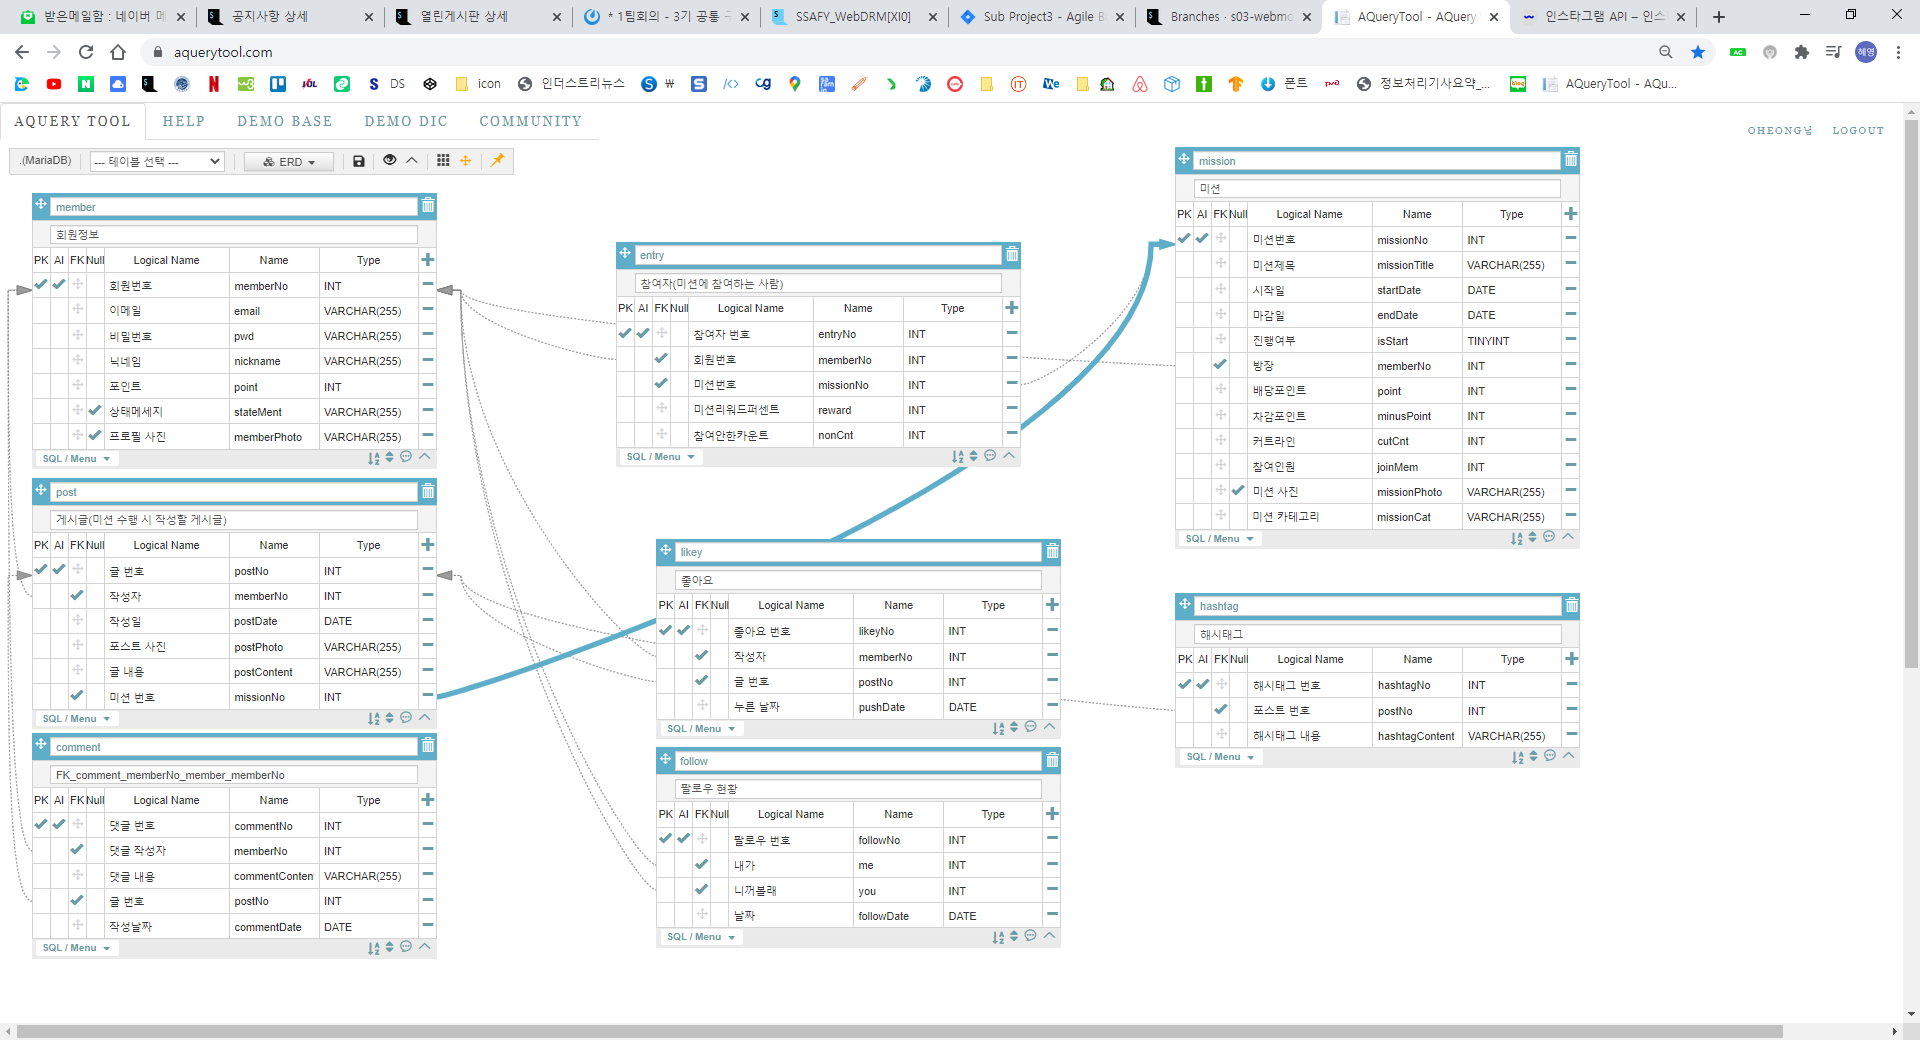 받은메일함 : 네이버 메
공지사항 상세
열린게시판 상세
* 1팀회의 - 3기 공통
SSAFY_WebDRM[XI0]
Sub Project3 - Agile B
Branches · s03-webmo
AQueryTool - AQuery
인스타그램 API – 인스
aquerytool.com
혜영
DS
icon
인더스트리뉴스
폰트
정보처리기사요약_...
AQueryTool - AQu...
AQUERY TOOL
HELP
DEMO BASE
DEMO DIC
COMMUNITY
OHEONG님
LOGOUT
.(MariaDB)
--- 테이블 선택 ---
ERD
member
회원정보
PK AI FK Null Logical Name Name Type
회원번호 memberNo INT
이메일 email VARCHAR(255)
비밀번호 pwd VARCHAR(255)
닉네임 nickname VARCHAR(255)
포인트 point INT
상태메세지 stateMent VARCHAR(255)
프로필 사진 memberPhoto VARCHAR(255)
SQL / Menu
post
게시글(미션 수행 시 작성할 게시글)
PK AI FK Null Logical Name Name Type
글 번호 postNo INT
작성자 memberNo INT
작성일 postDate DATE
포스트 사진 postPhoto VARCHAR(255)
글 내용 postContent VARCHAR(255)
미션 번호 missionNo INT
SQL / Menu
comment
FK_comment_memberNo_member_memberNo
PK AI FK Null Logical Name Name Type
댓글 번호 commentNo INT
댓글 작성자 memberNo INT
댓글 내용 commentConten VARCHAR(255)
글 번호 postNo INT
작성날짜 commentDate DATE
SQL / Menu
entry
참여자(미션에 참여하는 사람)
PK AI FK Null Logical Name Name Type
참여자 번호 entryNo INT
회원번호 memberNo INT
미션번호 missionNo INT
미션리워드퍼센트 reward INT
참여안한카운트 nonCnt INT
SQL / Menu
likey
좋아요
PK AI FK Null Logical Name Name Type
좋아요 번호 likeyNo INT
작성자 memberNo INT
글 번호 postNo INT
누른 날짜 pushDate DATE
SQL / Menu
follow
팔로우 현황
PK AI FK Null Logical Name Name Type
팔로우 번호 followNo INT
내가 me INT
니꺼볼래 you INT
날짜 followDate DATE
SQL / Menu
mission
미션
PK AI FK Null Logical Name Name Type
미션번호 missionNo INT
미션제목 missionTitle VARCHAR(255)
시작일 startDate DATE
마감일 endDate DATE
진행여부 isStart TINYINT
방장 memberNo INT
배당포인트 point INT
차감포인트 minusPoint INT
커트라인 cutCnt INT
참여인원 joinMem INT
미션 사진 missionPhoto VARCHAR(255)
미션 카테고리 missionCat VARCHAR(255)
SQL / Menu
hashtag
해시태그
PK AI FK Null Logical Name Name Type
해시태그 번호 hashtagNo INT
포스트 번호 postNo INT
해시태그 내용 hashtagContent VARCHAR(255)
SQL / Menu